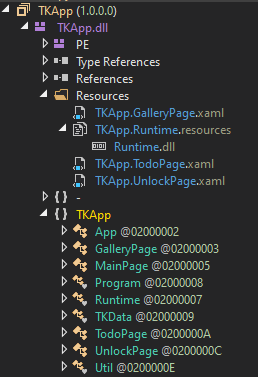 TKApp (1.0.0.0)
TKApp.dll
PE
Type References
References
Resources
TKApp.GalleryPage.xaml
TKApp.Runtime.resources
Runtime.dll
TKApp.TodoPage.xaml
TKApp.UnlockPage.xaml
{ } -
{ } TKApp
App @02000002
GalleryPage @02000003
MainPage @02000005
Program @02000008
Runtime @02000007
TKData @02000009
TodoPage @0200000A
UnlockPage @0200000C
Util @0200000E